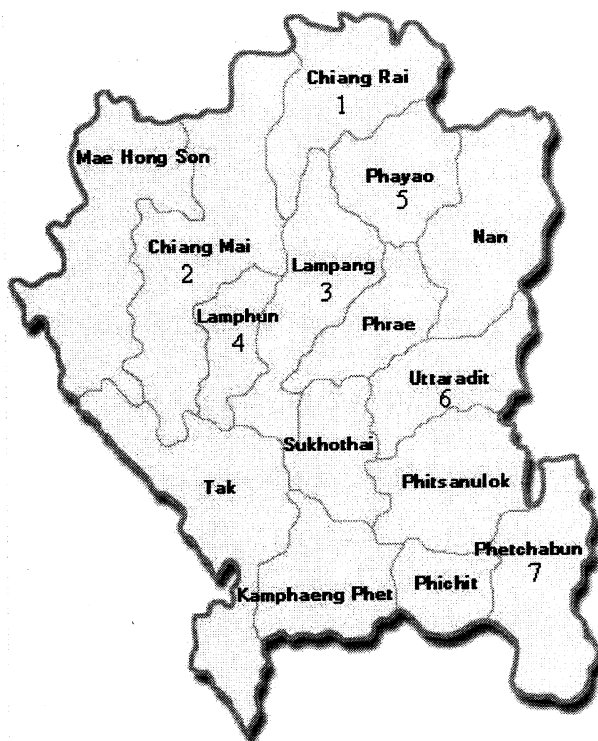 Chiang Rai
1
Mae Hong Son
Phayao
5
Nan
Chiang Mai
2
Lampang
3
Lamphun
4
Phrae
Uttaradit
6
Sukhothai
Tak
Phitsanulok
Phetchabun
7
Phichit
Kamphaeng Phet